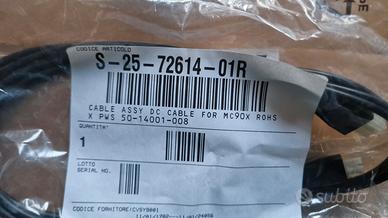 CODICE ARTICOLO
S-25-72614-01R
CABLE ASSY DC CABLE FOR MC90X ROHS
X PWS 50-14001-008
QUANTITA'
1
LOTTO
SERIAL NO.
CODICE FORNITORE(CVSYB001)
subito